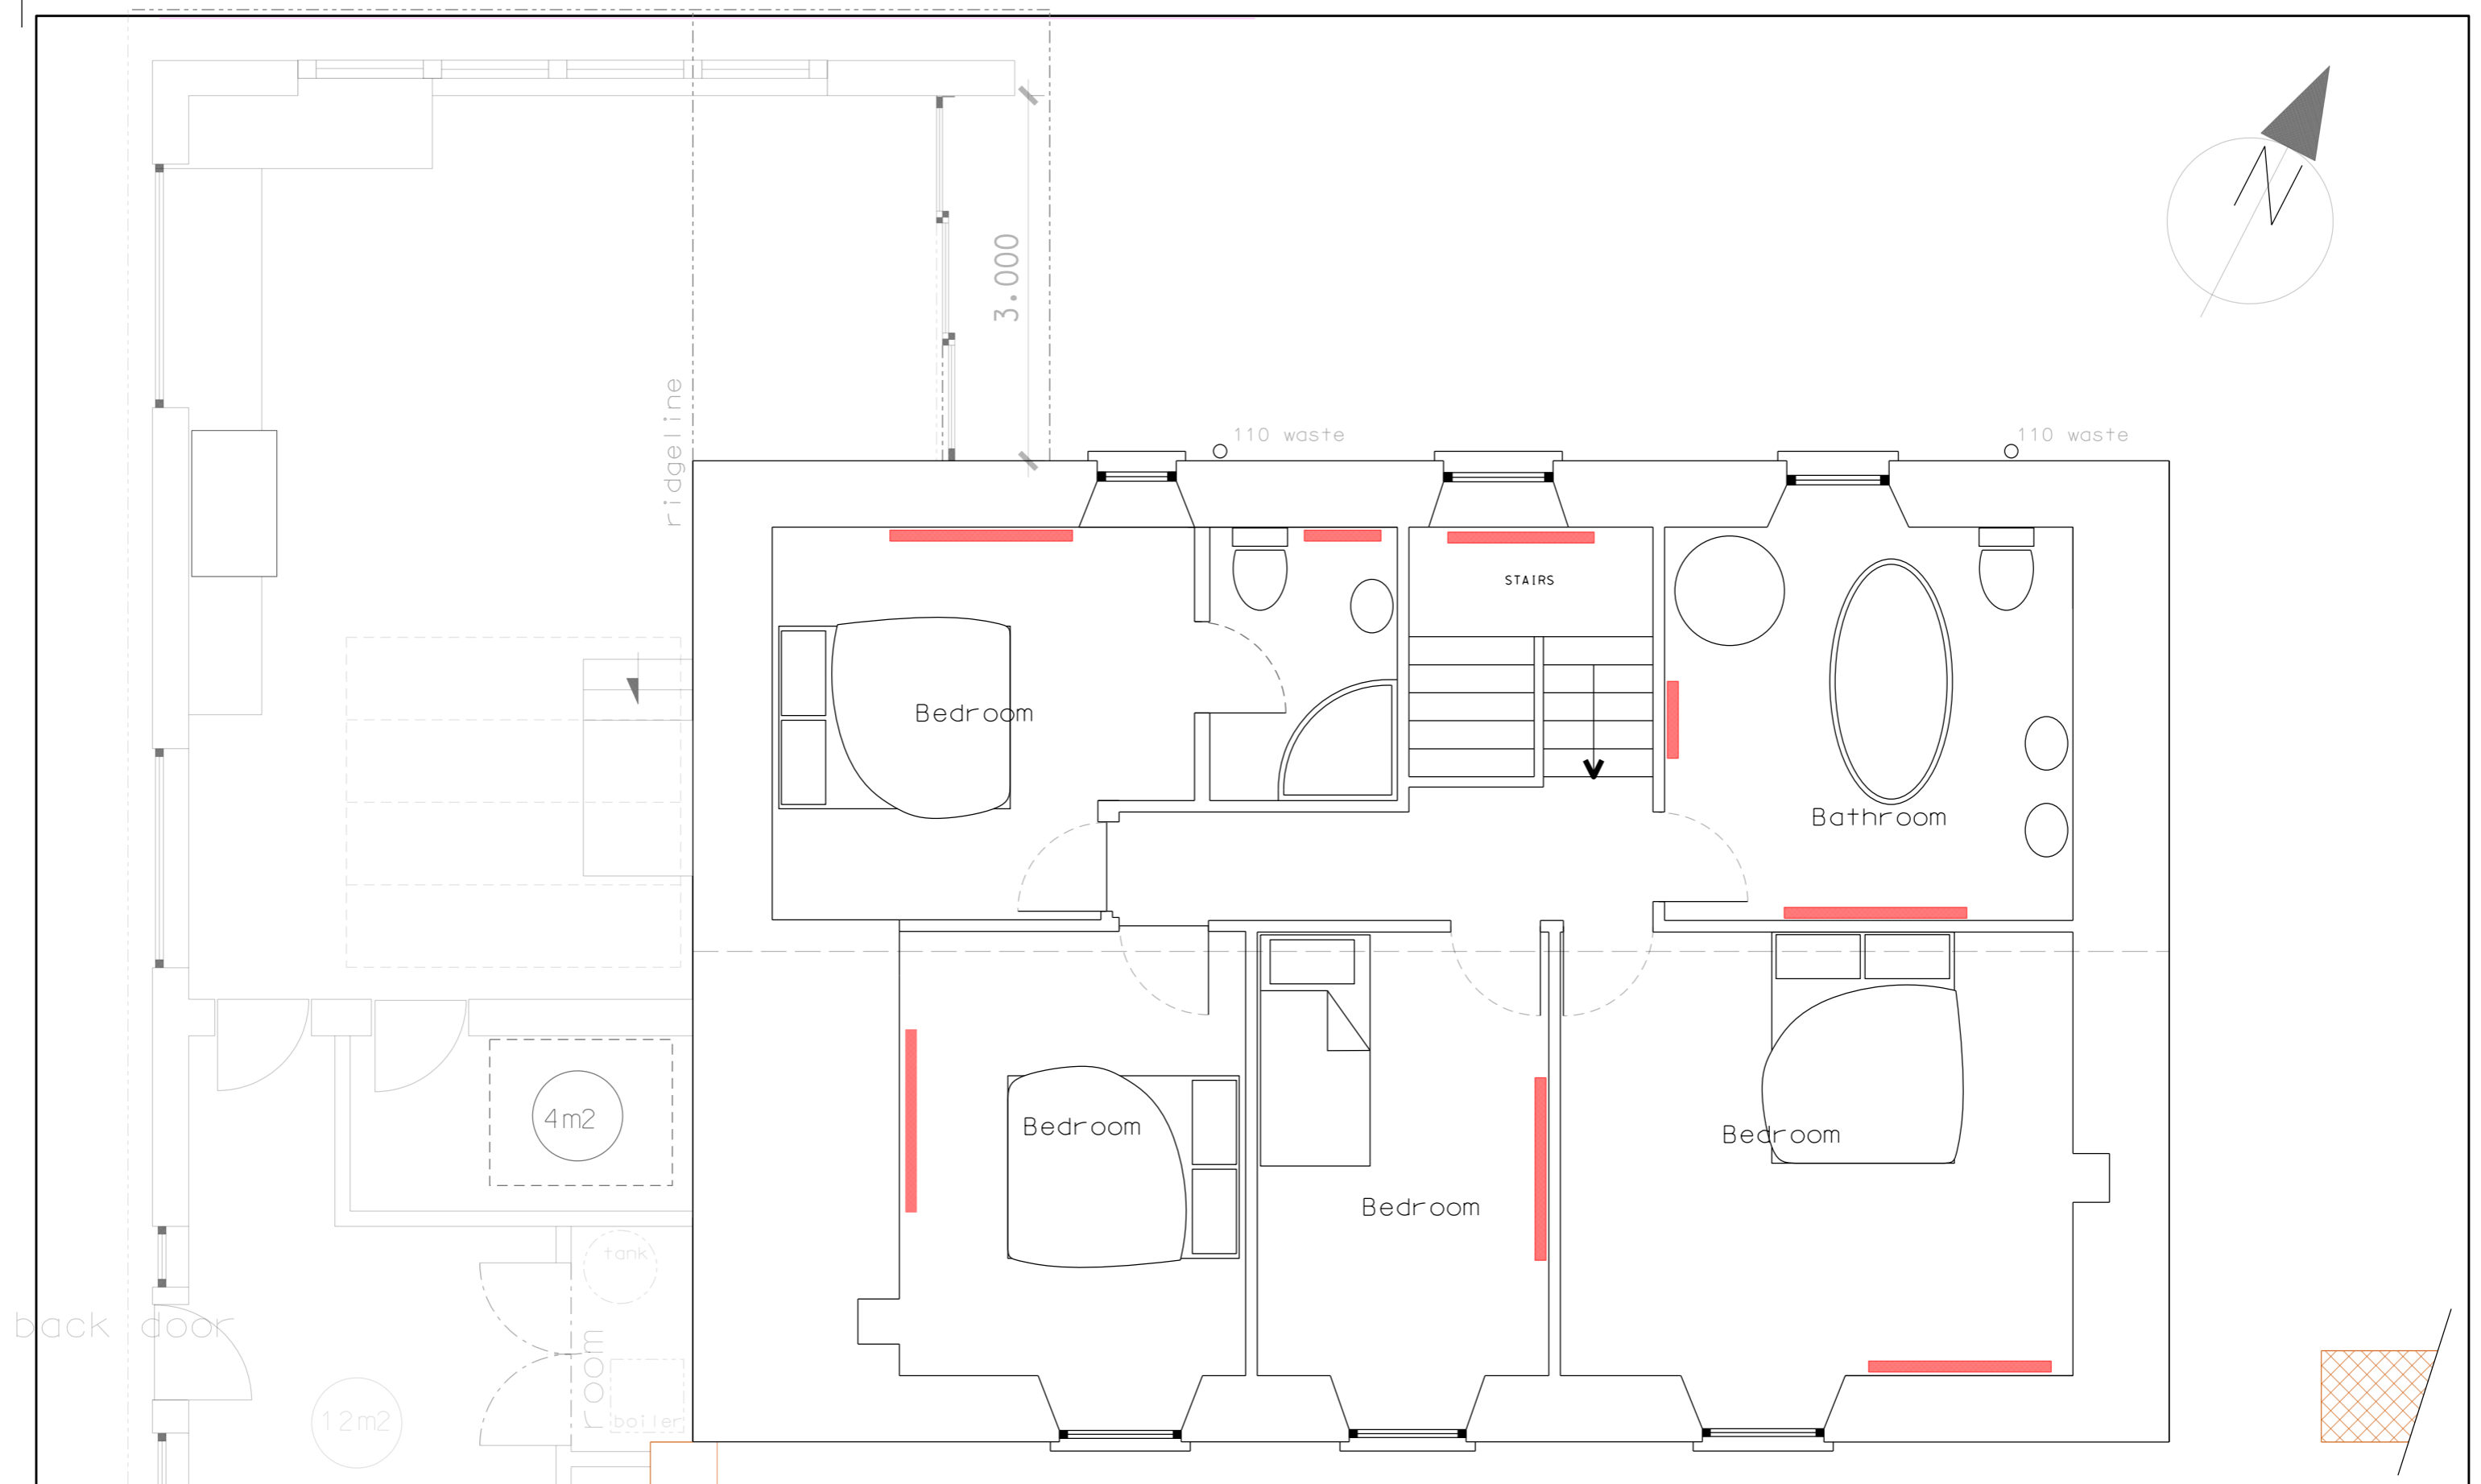 N
3.000
ridgeline
110 waste
110 waste
STAIRS
Bedroom
Bathroom
4m2
Bedroom
Bedroom
Bedroom
tank
back door
room
boiler
12m2